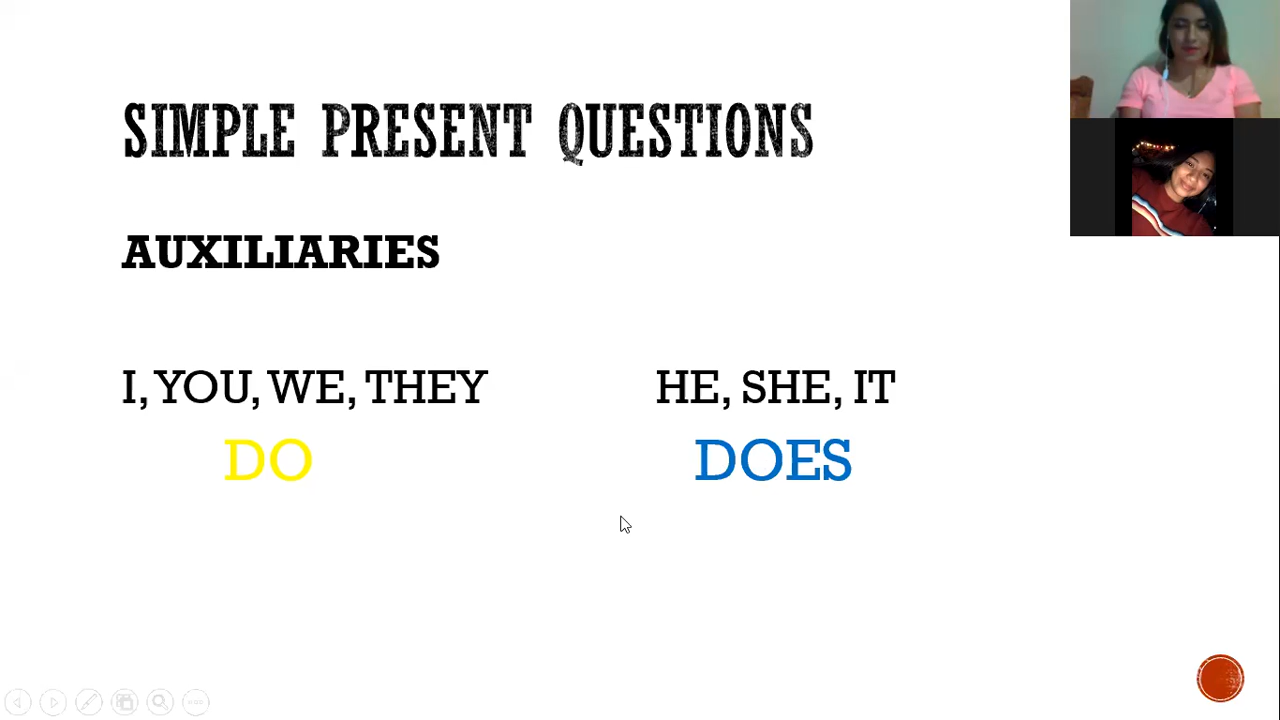 SIMPLE PRESENT QUESTIONS
AUXILIARIES
I, YOU, WE, THEY HE, SHE, IT
DO DOES